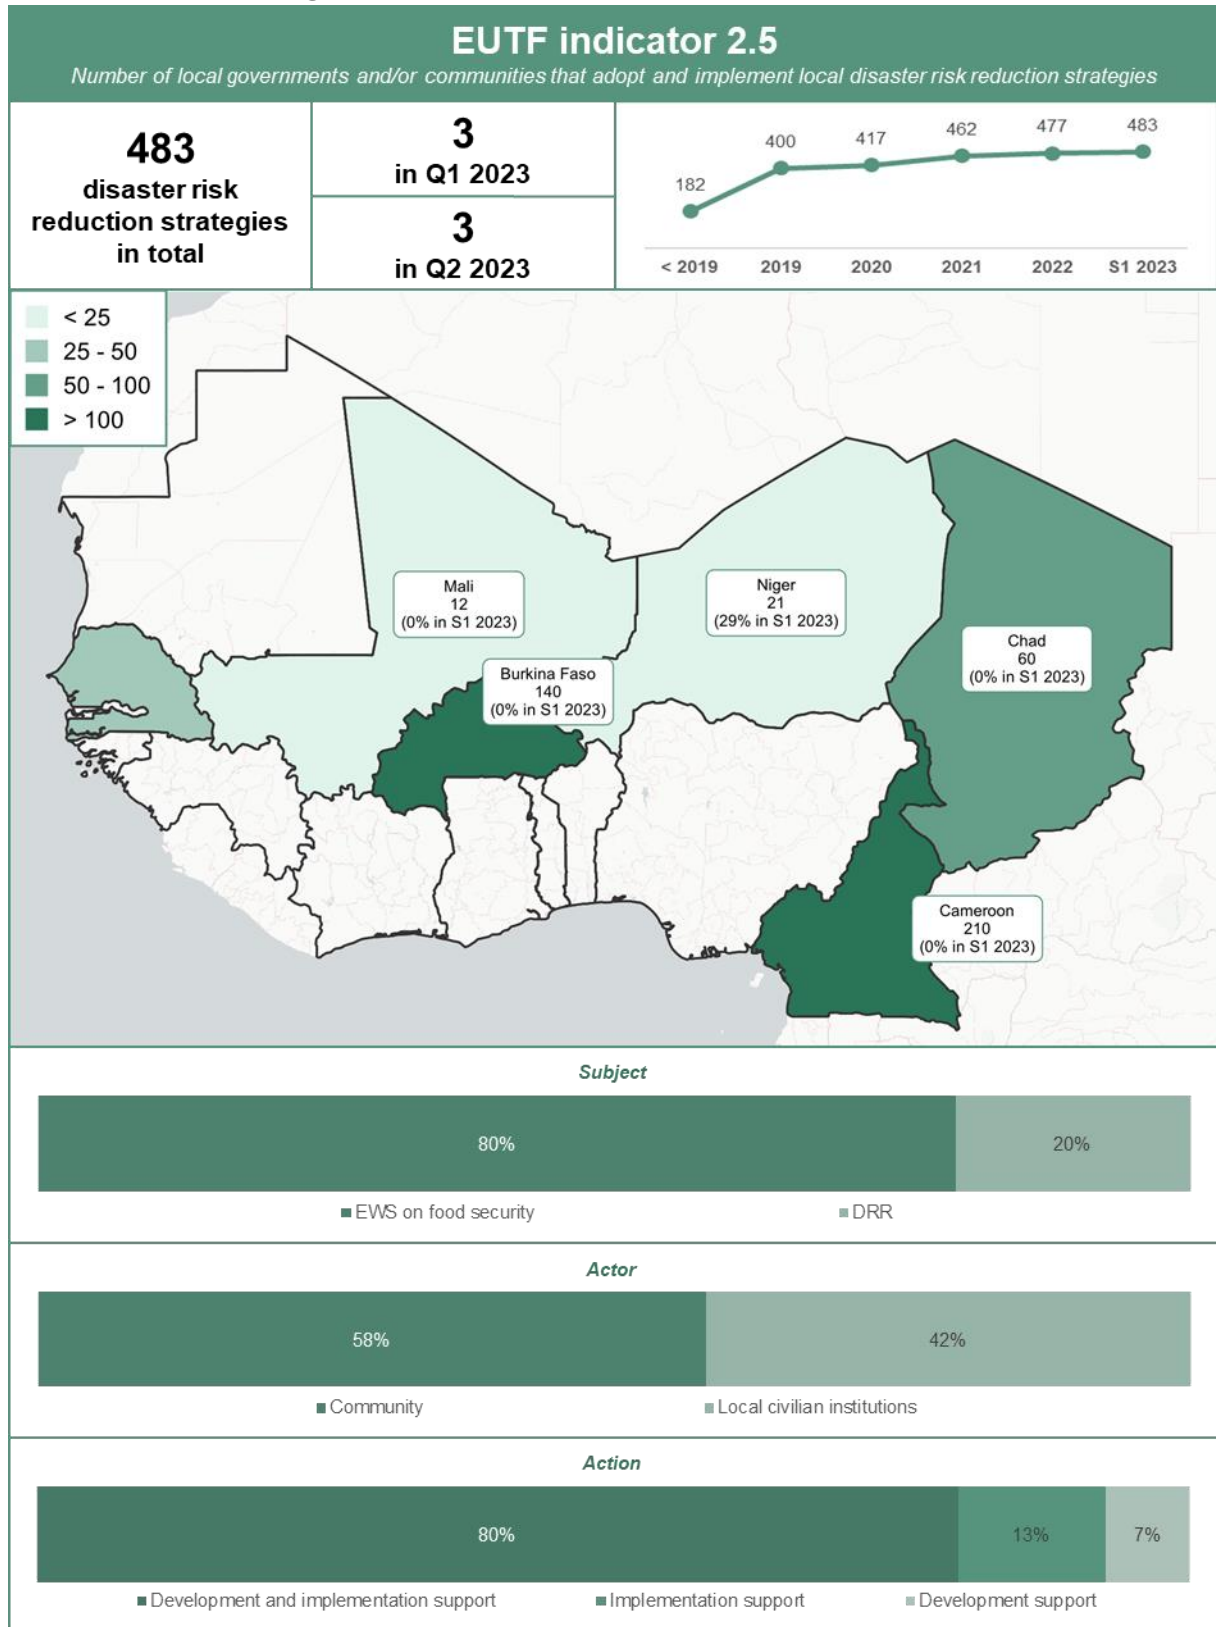 EUTF indicator 2.5
Number of local governments and/or communities that adopt and implement local disaster risk reduction strategies
483
disaster risk
reduction strategies
in total
3
in Q1 2023
3
in Q2 2023
182
400
417
462
477
483
< 2019
2019
2020
2021
2022
S1 2023
< 25
25 - 50
50 - 100
> 100
Mali
12
(0% in S1 2023)
Niger
21
(29% in S1 2023)
Chad
60
(0% in S1 2023)
Burkina Faso
140
(0% in S1 2023)
Cameroon
210
(0% in S1 2023)
Subject
80%
20%
EWS on food security
DRR
Actor
58%
42%
Community
Local civilian institutions
Action
80%
13%
7%
Development and implementation support
Implementation support
Development support